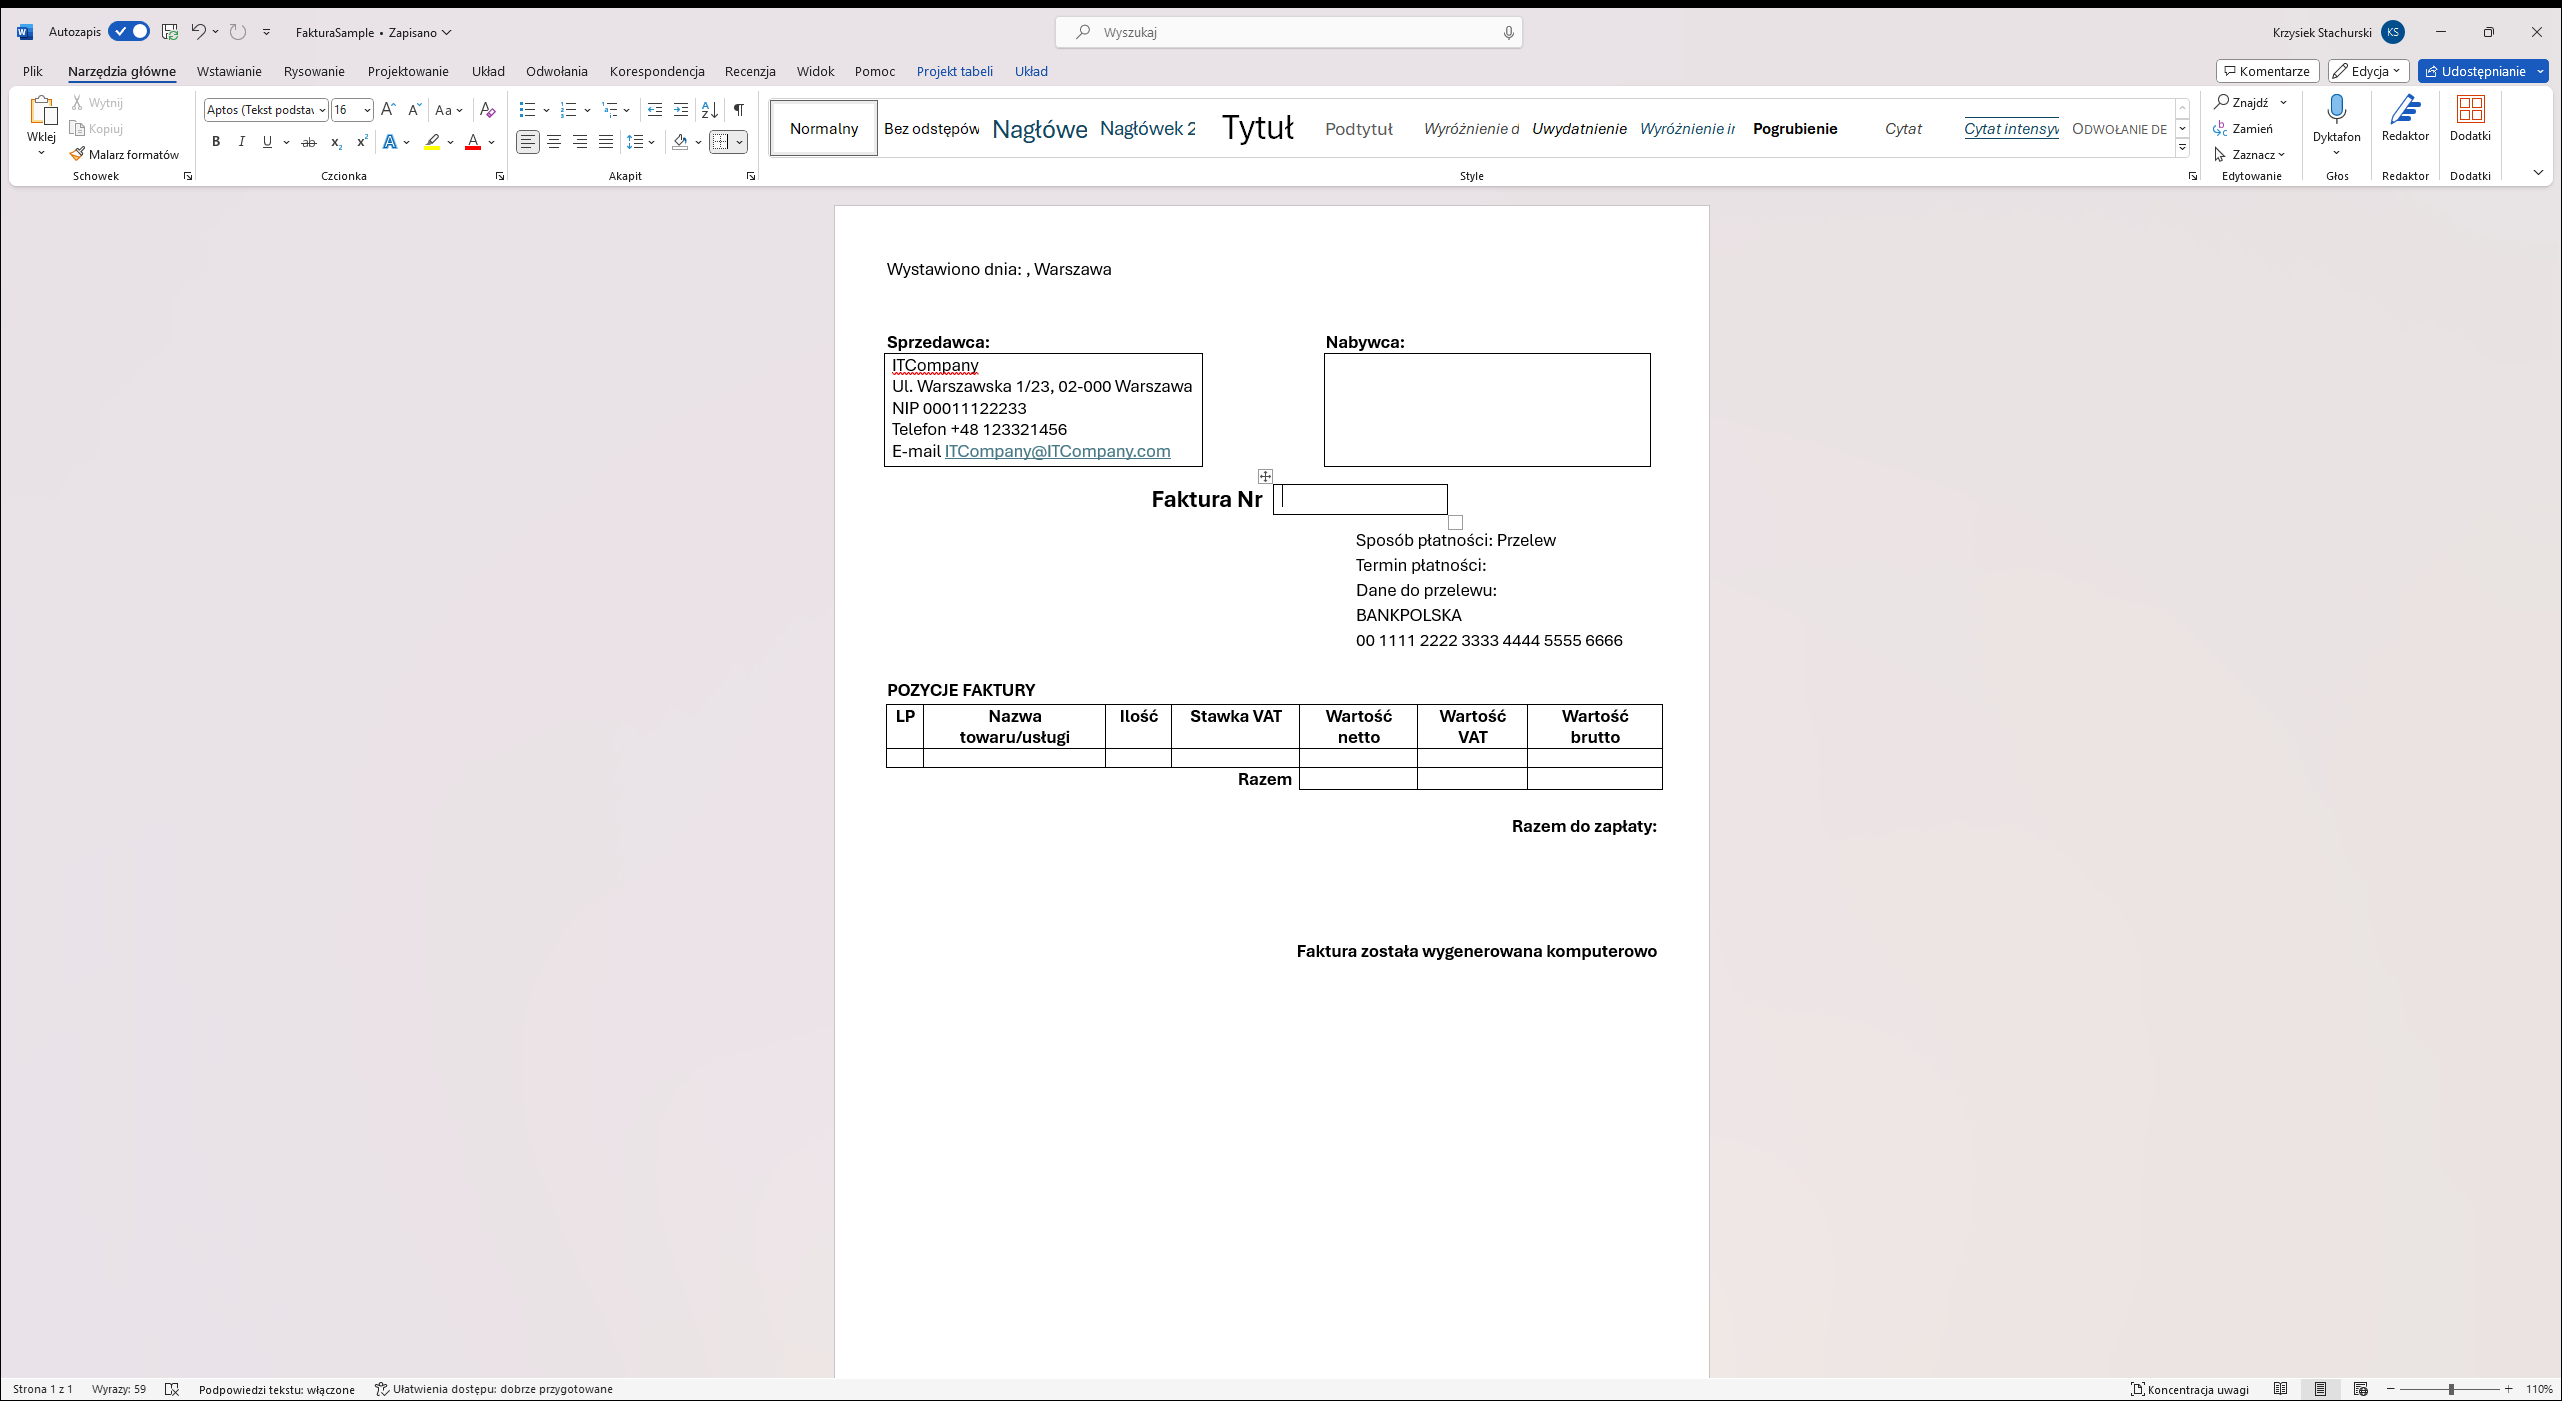 Autozapis
FakturaSample • Zapisano
Wyszukaj
Krzysiek Stachurski KS
Plik Narzędzia główne Wstawianie Rysowanie Projektowanie Układ Odwołania Korespondencja Recenzja Widok Pomoc Projekt tabeli Układ
Komentarze Edycja Udostępnianie
Wklej
Wytnij
Kopiuj
Malarz formatów
Schowek
Aptos (Tekst podstaw 16
Czcionka
Akapit
Normalny Bez odstępów Nagłówe Nagłówek 2 Tytuł Podtytuł Wyróżnienie d Uwydatnienie Wyróżnienie in Pogrubienie Cytat Cytat intensyw ODWOŁANIE DE
Style
Znajdź
Zamień
Zaznacz
Edytowanie
Dyktafon
Głos
Redaktor
Redaktor
Dodatki
Dodatki
Wystawiono dnia: , Warszawa
Sprzedawca:
ITCompany
Ul. Warszawska 1/23, 02-000 Warszawa
NIP 00011122233
Telefon +48 123321456
E-mail ITCompany@ITCompany.com
Nabywca:
Faktura Nr
Sposób płatności: Przelew
Termin płatności:
Dane do przelewu:
BANKPOLSKA
00 1111 2222 3333 4444 5555 6666
POZYCJE FAKTURY
LP Nazwa towaru/usługi Ilość Stawka VAT Wartość netto Wartość VAT Wartość brutto
Razem
Razem do zapłaty:
Faktura została wygenerowana komputerowo
Strona 1 z 1 Wyrazy: 59 Podpowiedzi tekstu: włączone Ułatwienia dostępu: dobrze przygotowane
Koncentracja uwagi 110%